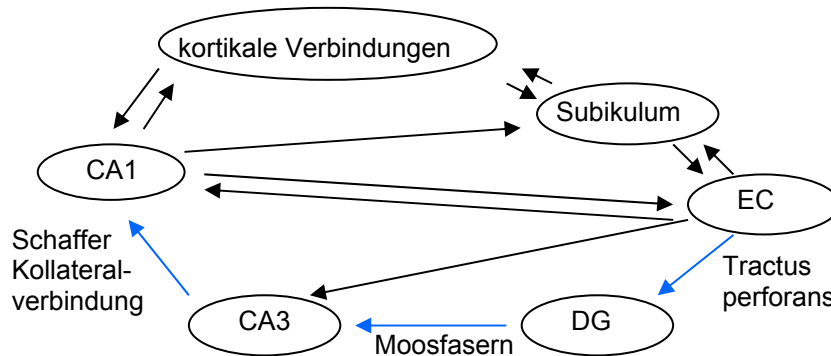 kortikale Verbindungen
Subikulum
CA1
EC
Schaffer
Kollateral-
verbindung
Tractus
perforans
CA3
DG
Moosfasern